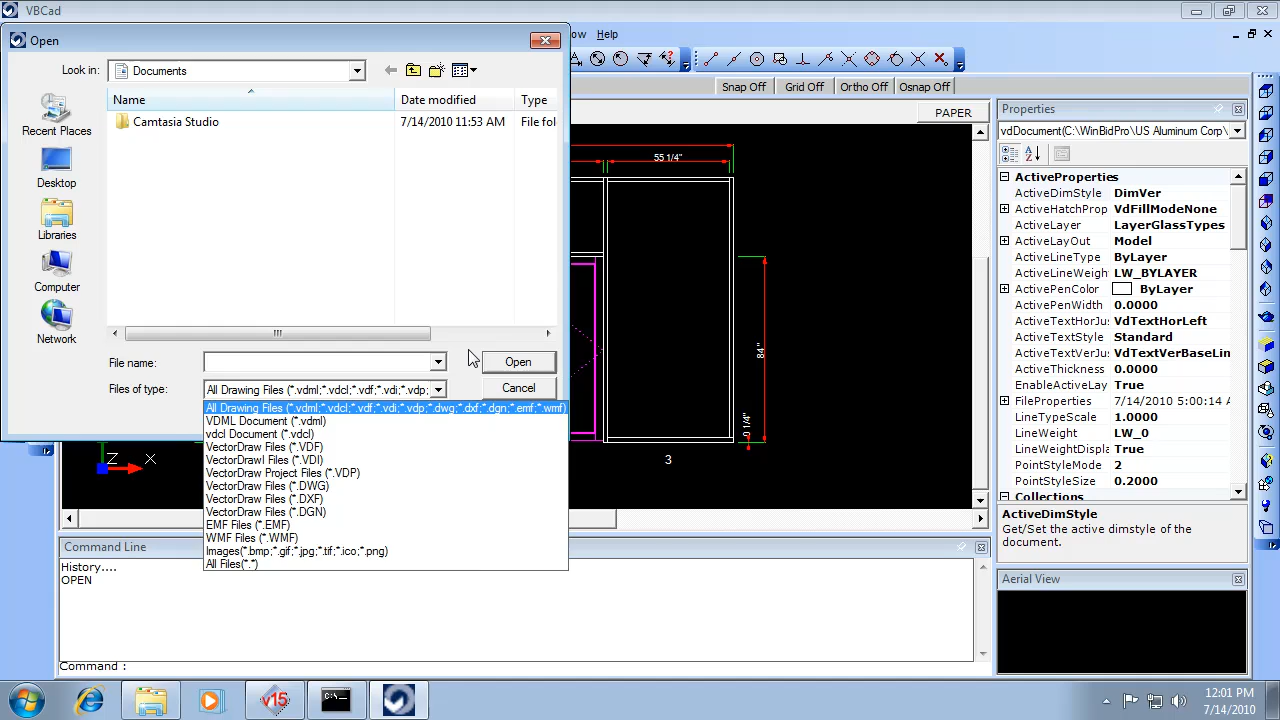 VBCad
Open
ow Help
Look in: Documents
Snap Off Grid Off Ortho Off Osnap Off
Name Date modified Type
PAPER
Properties
Camtasia Studio 7/14/2010 11:53 AM File fol
vdDocument(C:\WinBidPro\US Aluminum Corp\
Recent Places
Desktop
Libraries
Computer
Network
55 1/4"
84"
0 1/4"
3
Z X
ActiveProperties
ActiveDimStyle DimVer
ActiveHatchProp VdFillModeNone
ActiveLayer LayerGlassTypes
ActiveLayOut Model
ActiveLineType ByLayer
ActiveLineWeight LW_BYLAYER
ActivePenColor ByLayer
ActivePenWidth 0.0000
ActiveTextHorJus VdTextHorLeft
ActiveTextStyle Standard
ActiveTextVerJus VdTextVerBaseLin
ActiveThickness 0.0000
EnableActiveLay True
FileProperties 7/14/2010 5:00:14
LineTypeScale 1.0000
LineWeight LW_0
LineWeightDispla True
PointStyleMode 2
PointStyleSize 0.2000
Collections
File name: Open
Files of type: All Drawing Files (*.vdml;*.vdcl;*.vdf;*.vdi;*.vdp; Cancel
All Drawing Files (*.vdml;*.vdcl;*.vdf;*.vdi;*.vdp;*.dwg;*.dxf;*.dgn;*.emf;*.wmf)
VDML Document (*.vdml)
vdcl Document (*.vdcl)
VectorDraw Files (*.VDF)
VectorDrawI Files (*.VDI)
VectorDraw Project Files (*.VDP)
VectorDraw Files (*.DWG)
VectorDraw Files (*.DXF)
VectorDraw Files (*.DGN)
EMF Files (*.EMF)
WMF Files (*.WMF)
Images(*.bmp;*.gif;*.jpg;*.tif;*.ico;*.png)
All Files(*.*)
ActiveDimStyle
Get/Set the active dimstyle of the
document.
Command Line
History....
OPEN
Command :
Aerial View
v15
C:\
12:01 PM
7/14/2010